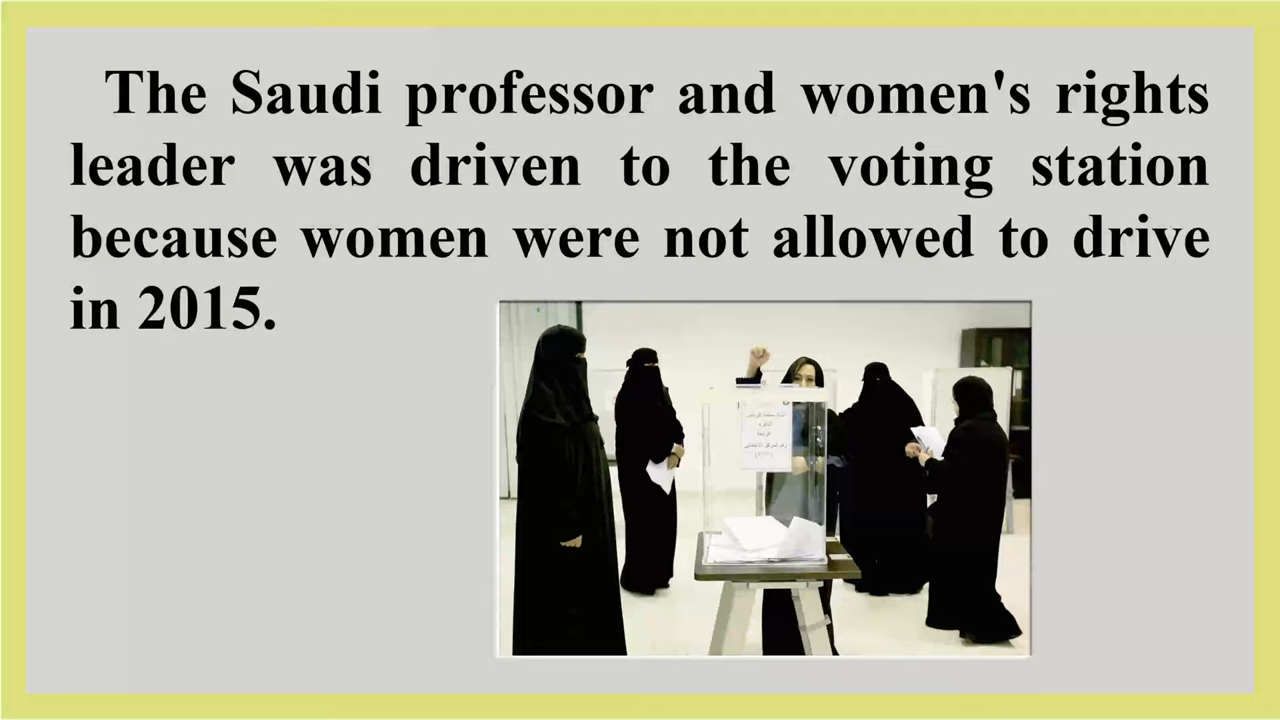 The Saudi professor and women's rights
leader was driven to the voting station
because women were not allowed to drive
in 2015.